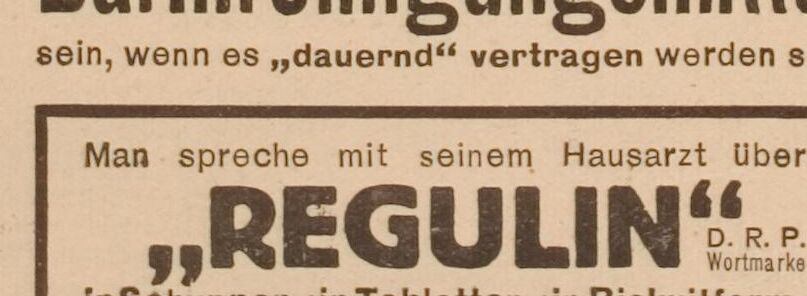 sein, wenn es „dauernd“ vertragen werden s
Man spreche mit seinem Hausarzt über
„REGULIN“
D. R. P.
Wortmarke